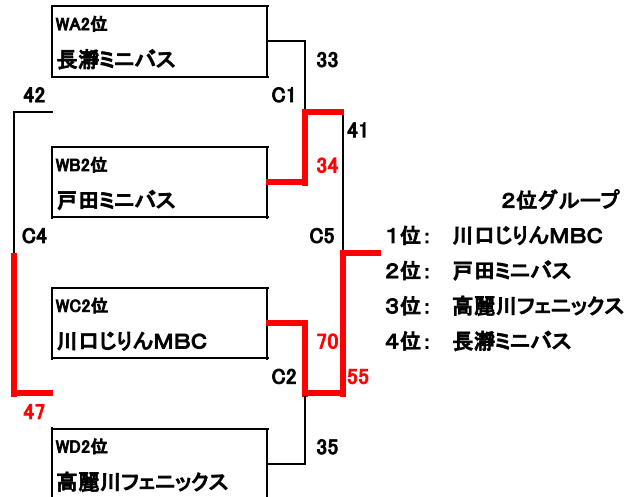 WA2位
長瀞ミニバス
33
42
C1
41
WB2位
34
戸田ミニバス
2位グループ
C4
C5
1位： 川口じりんMBC
2位： 戸田ミニバス
WC2位
3位： 高麗川フェニックス
川口じりんMBC
70
4位： 長瀞ミニバス
C2
55
47
WD2位
35
高麗川フェニックス